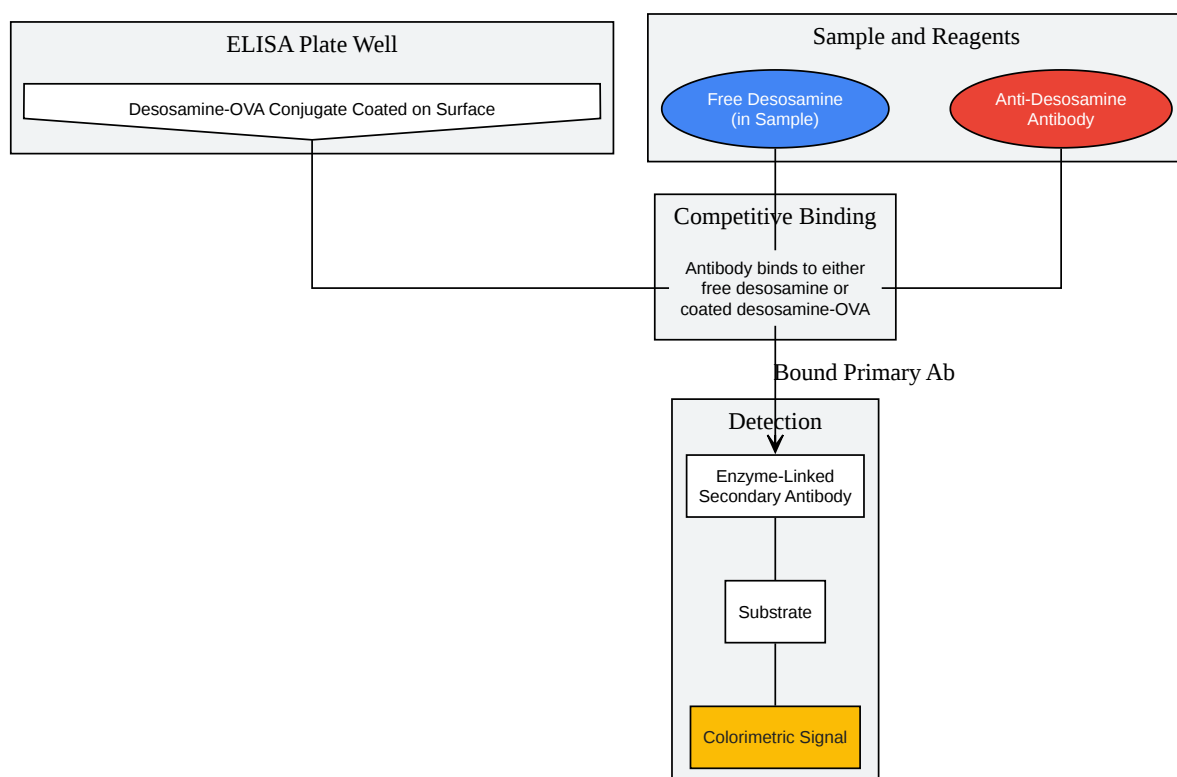 ELISA Plate Well
Desosamine-OVA Conjugate Coated on Surface
Sample and Reagents
Free Desosamine
(in Sample)
Anti-Desosamine
Antibody
Competitive Binding
Antibody binds to either
free desosamine or
coated desosamine-OVA
Bound Primary Ab
Detection
Enzyme-Linked
Secondary Antibody
Substrate
Colorimetric Signal